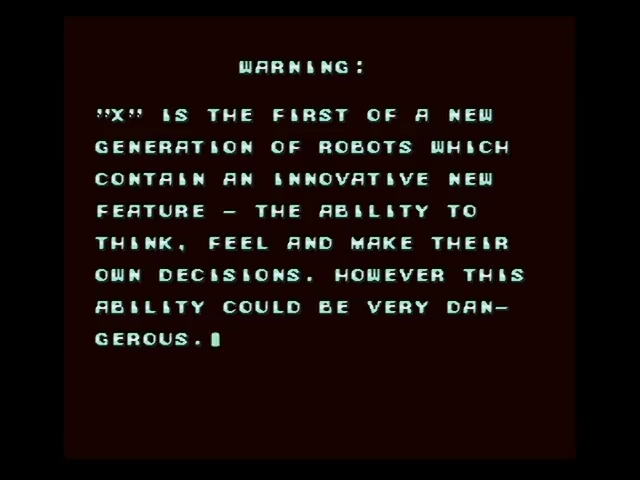 WARNING:
"X" IS THE FIRST OF A NEW
GENERATION OF ROBOTS WHICH
CONTAIN AN INNOVATIVE NEW
FEATURE - THE ABILITY TO
THINK, FEEL AND MAKE THEIR
OWN DECISIONS. HOWEVER THIS
ABILITY COULD BE VERY DAN-
GEROUS.